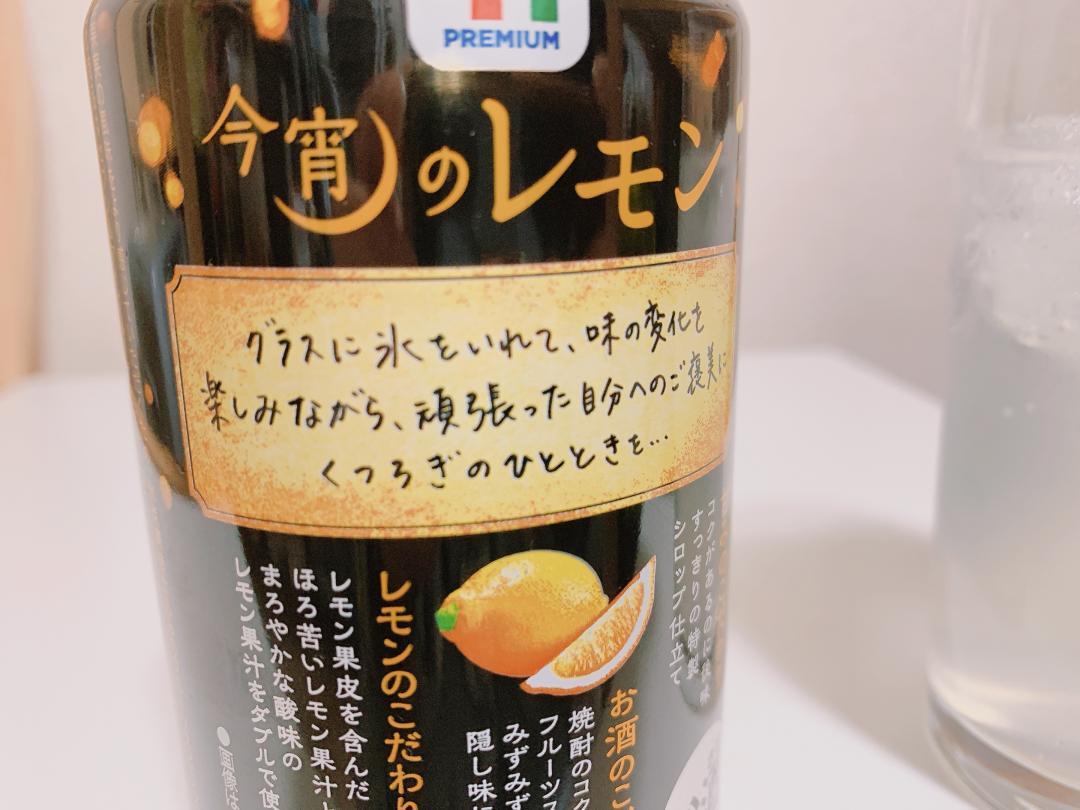 PREMIUM
今宵のレモン
グラスに氷をいれて、味の変化を
楽しみながら、頑張った自分へのご褒美に
くつろぎのひとときを…
コクがあるのに後味
すっきりの特製
シロップ仕立て
お酒のこ
焼酎のコク
フルーツス
みずみず
隠し味に
レモンのこだわり
レモン果皮を含んだ
ほろ苦いレモン果汁と
まろやかな酸味の
レモン果汁をダブルで使
●画像は